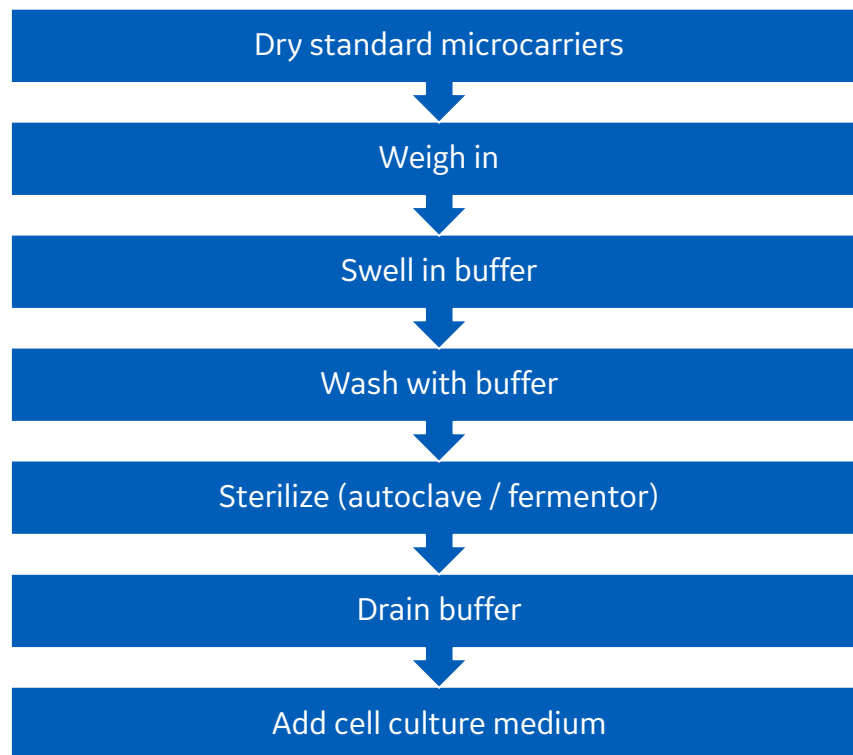 Dry standard microcarriers
Weigh in
Swell in buffer
Wash with buffer
Sterilize (autoclave / fermentor)
Drain buffer
Add cell culture medium